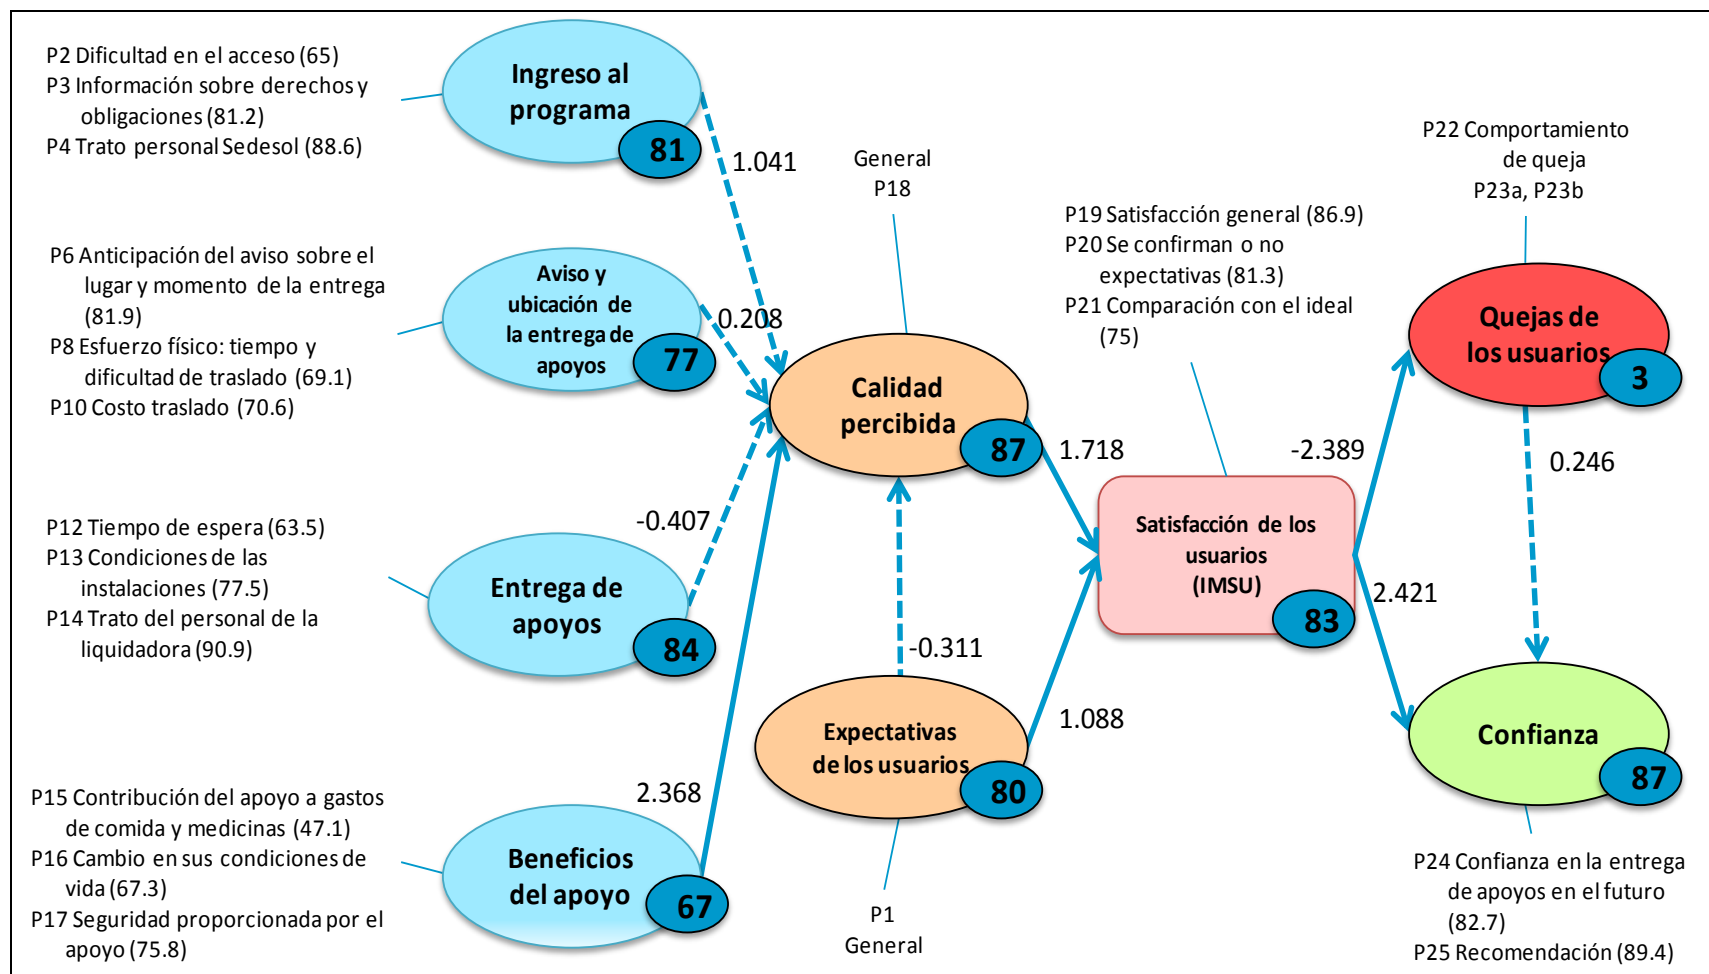 P2 Dificultad en el acceso (65)
P3 Información sobre derechos y
obligaciones (81.2)
P4 Trato personal Sedesol (88.6)
Ingreso al
programa
81
1.041
P6 Anticipación del aviso sobre el
lugar y momento de la entrega
(81.9)
P8 Esfuerzo físico: tiempo y
dificultad de traslado (69.1)
P10 Costo traslado (70.6)
Aviso y
ubicación de
la entrega de
apoyos
77
0.208
P12 Tiempo de espera (63.5)
P13 Condiciones de las
instalaciones (77.5)
P14 Trato del personal de la
liquidadora (90.9)
Entrega de
apoyos
84
-0.407
P15 Contribución del apoyo a gastos
de comida y medicinas (47.1)
P16 Cambio en sus condiciones de
vida (67.3)
P17 Seguridad proporcionada por el
apoyo (75.8)
Beneficios
del apoyo
67
2.368
General
P18
Calidad
percibida
87
1.718
-0.311
Expectativas
de los usuarios
80
1.088
P1
General
P19 Satisfacción general (86.9)
P20 Se confirman o no
expectativas (81.3)
P21 Comparación con el ideal
(75)
Satisfacción de los
usuarios
(IMSU)
83
-2.389
2.421
P22 Comportamiento
de queja
P23a, P23b
Quejas de
los usuarios
3
0.246
Confianza
87
P24 Confianza en la entrega
de apoyos en el futuro
(82.7)
P25 Recomendación (89.4)